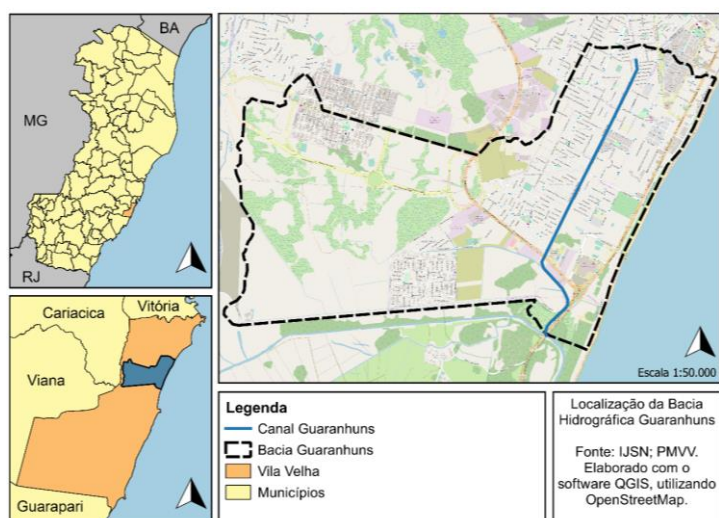 BA
MG
RJ
Cariacica
Vitória
Viana
Guarapari
Escala 1:50.000
Legenda
Canal Guaranhuns
Bacia Guaranhuns
Vila Velha
Municípios
Localização da Bacia
Hidrográfica Guaranhuns
Fonte: IJSN; PMVV.
Elaborado com o
software QGIS, utilizando
OpenStreetMap.